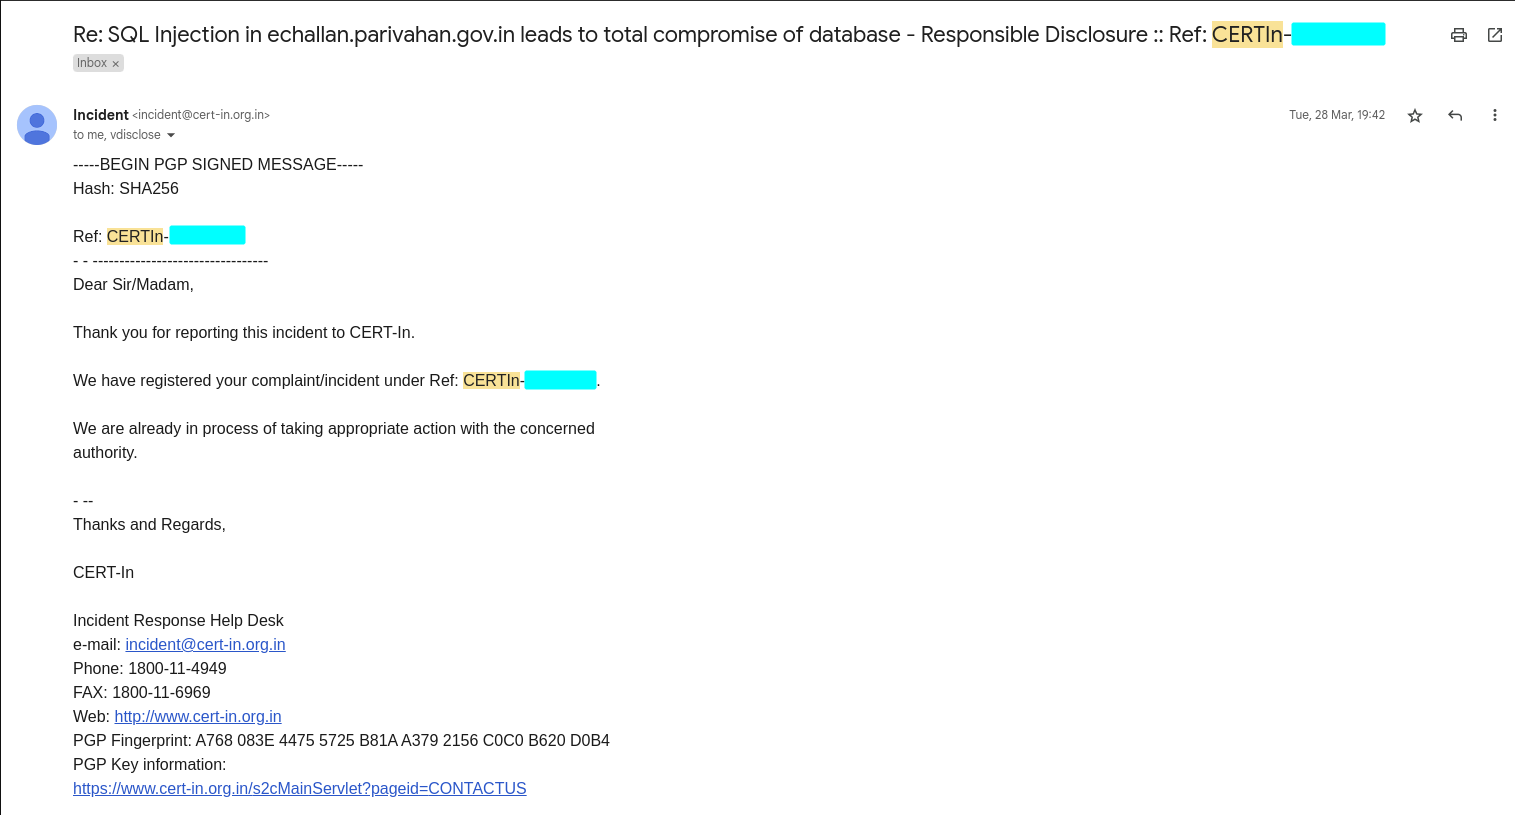 Re: SQL Injection in echallan.parivahan.gov.in leads to total compromise of database - Responsible Disclosure :: Ref: CERTIn-
Inbox ×
Incident <incident@cert-in.org.in>
Tue, 28 Mar, 19:42
to me, vdisclose
-----BEGIN PGP SIGNED MESSAGE-----
Hash: SHA256
Ref: CERTIn-
- - ---------------------------------
Dear Sir/Madam,
Thank you for reporting this incident to CERT-In.
We have registered your complaint/incident under Ref: CERTIn-.
We are already in process of taking appropriate action with the concerned
authority.
- --
Thanks and Regards,
CERT-In
Incident Response Help Desk
e-mail: incident@cert-in.org.in
Phone: 1800-11-4949
FAX: 1800-11-6969
Web: http://www.cert-in.org.in
PGP Fingerprint: A768 083E 4475 5725 B81A A379 2156 C0C0 B620 D0B4
PGP Key information:
https://www.cert-in.org.in/s2cMainServlet?pageid=CONTACTUS